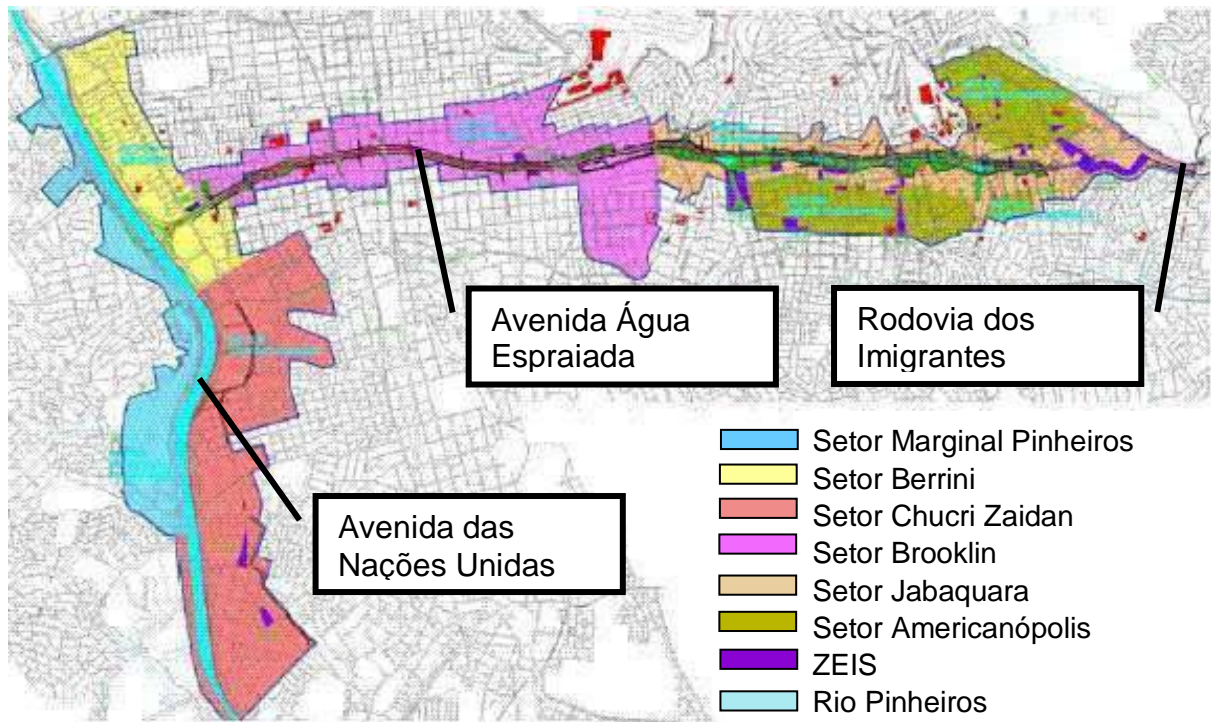 Avenida Água
Espraiada
Rodovia dos
Imigrantes
Avenida das
Nações Unidas
Setor Marginal Pinheiros
Setor Berrini
Setor Chucri Zaidan
Setor Brooklin
Setor Jabaquara
Setor Americanópolis
ZEIS
Rio Pinheiros